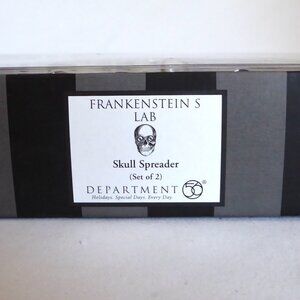 FRANKENSTEIN S
LAB
Skull Spreader
(Set of 2)
DEPARTMENT 56®
Holidays. Special Days. Every Day